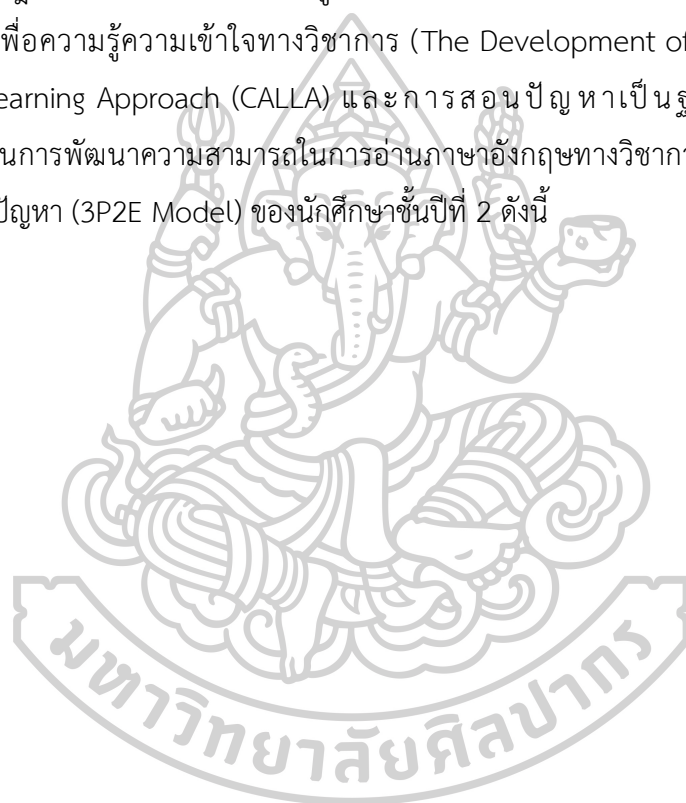 พื่อความรู้ความเข้าใจทางวิชาการ (The Development of
earning Approach (CALLA) และการสอนปัญหาเป็นฐ
นการพัฒนาความสามารถในการอ่านภาษาอังกฤษทางวิชากา
ปัญหา (3P2E Model) ของนักศึกษาชั้นปีที่ 2 ดังนี้
มหาวิทยาลัยศิลปากร